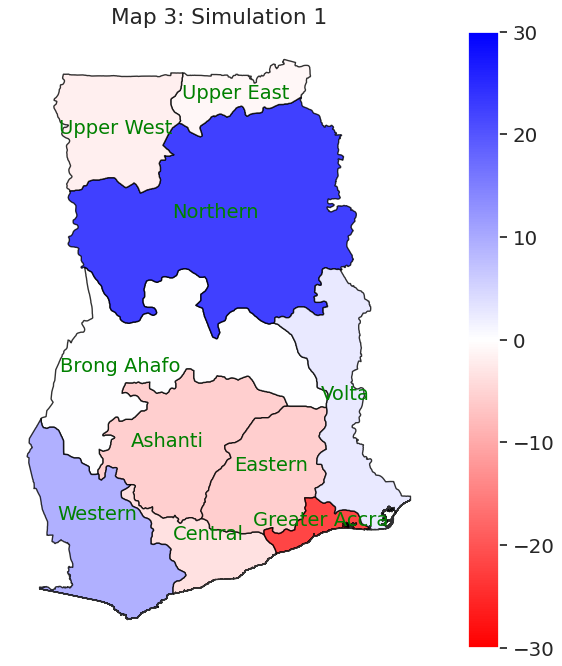 Map 3: Simulation 1
Upper East
Upper West
Northern
Brong Ahafo
Volta
Ashanti
Eastern
Western
Greater Accra
Central
30
20
10
0
−10
−20
−30